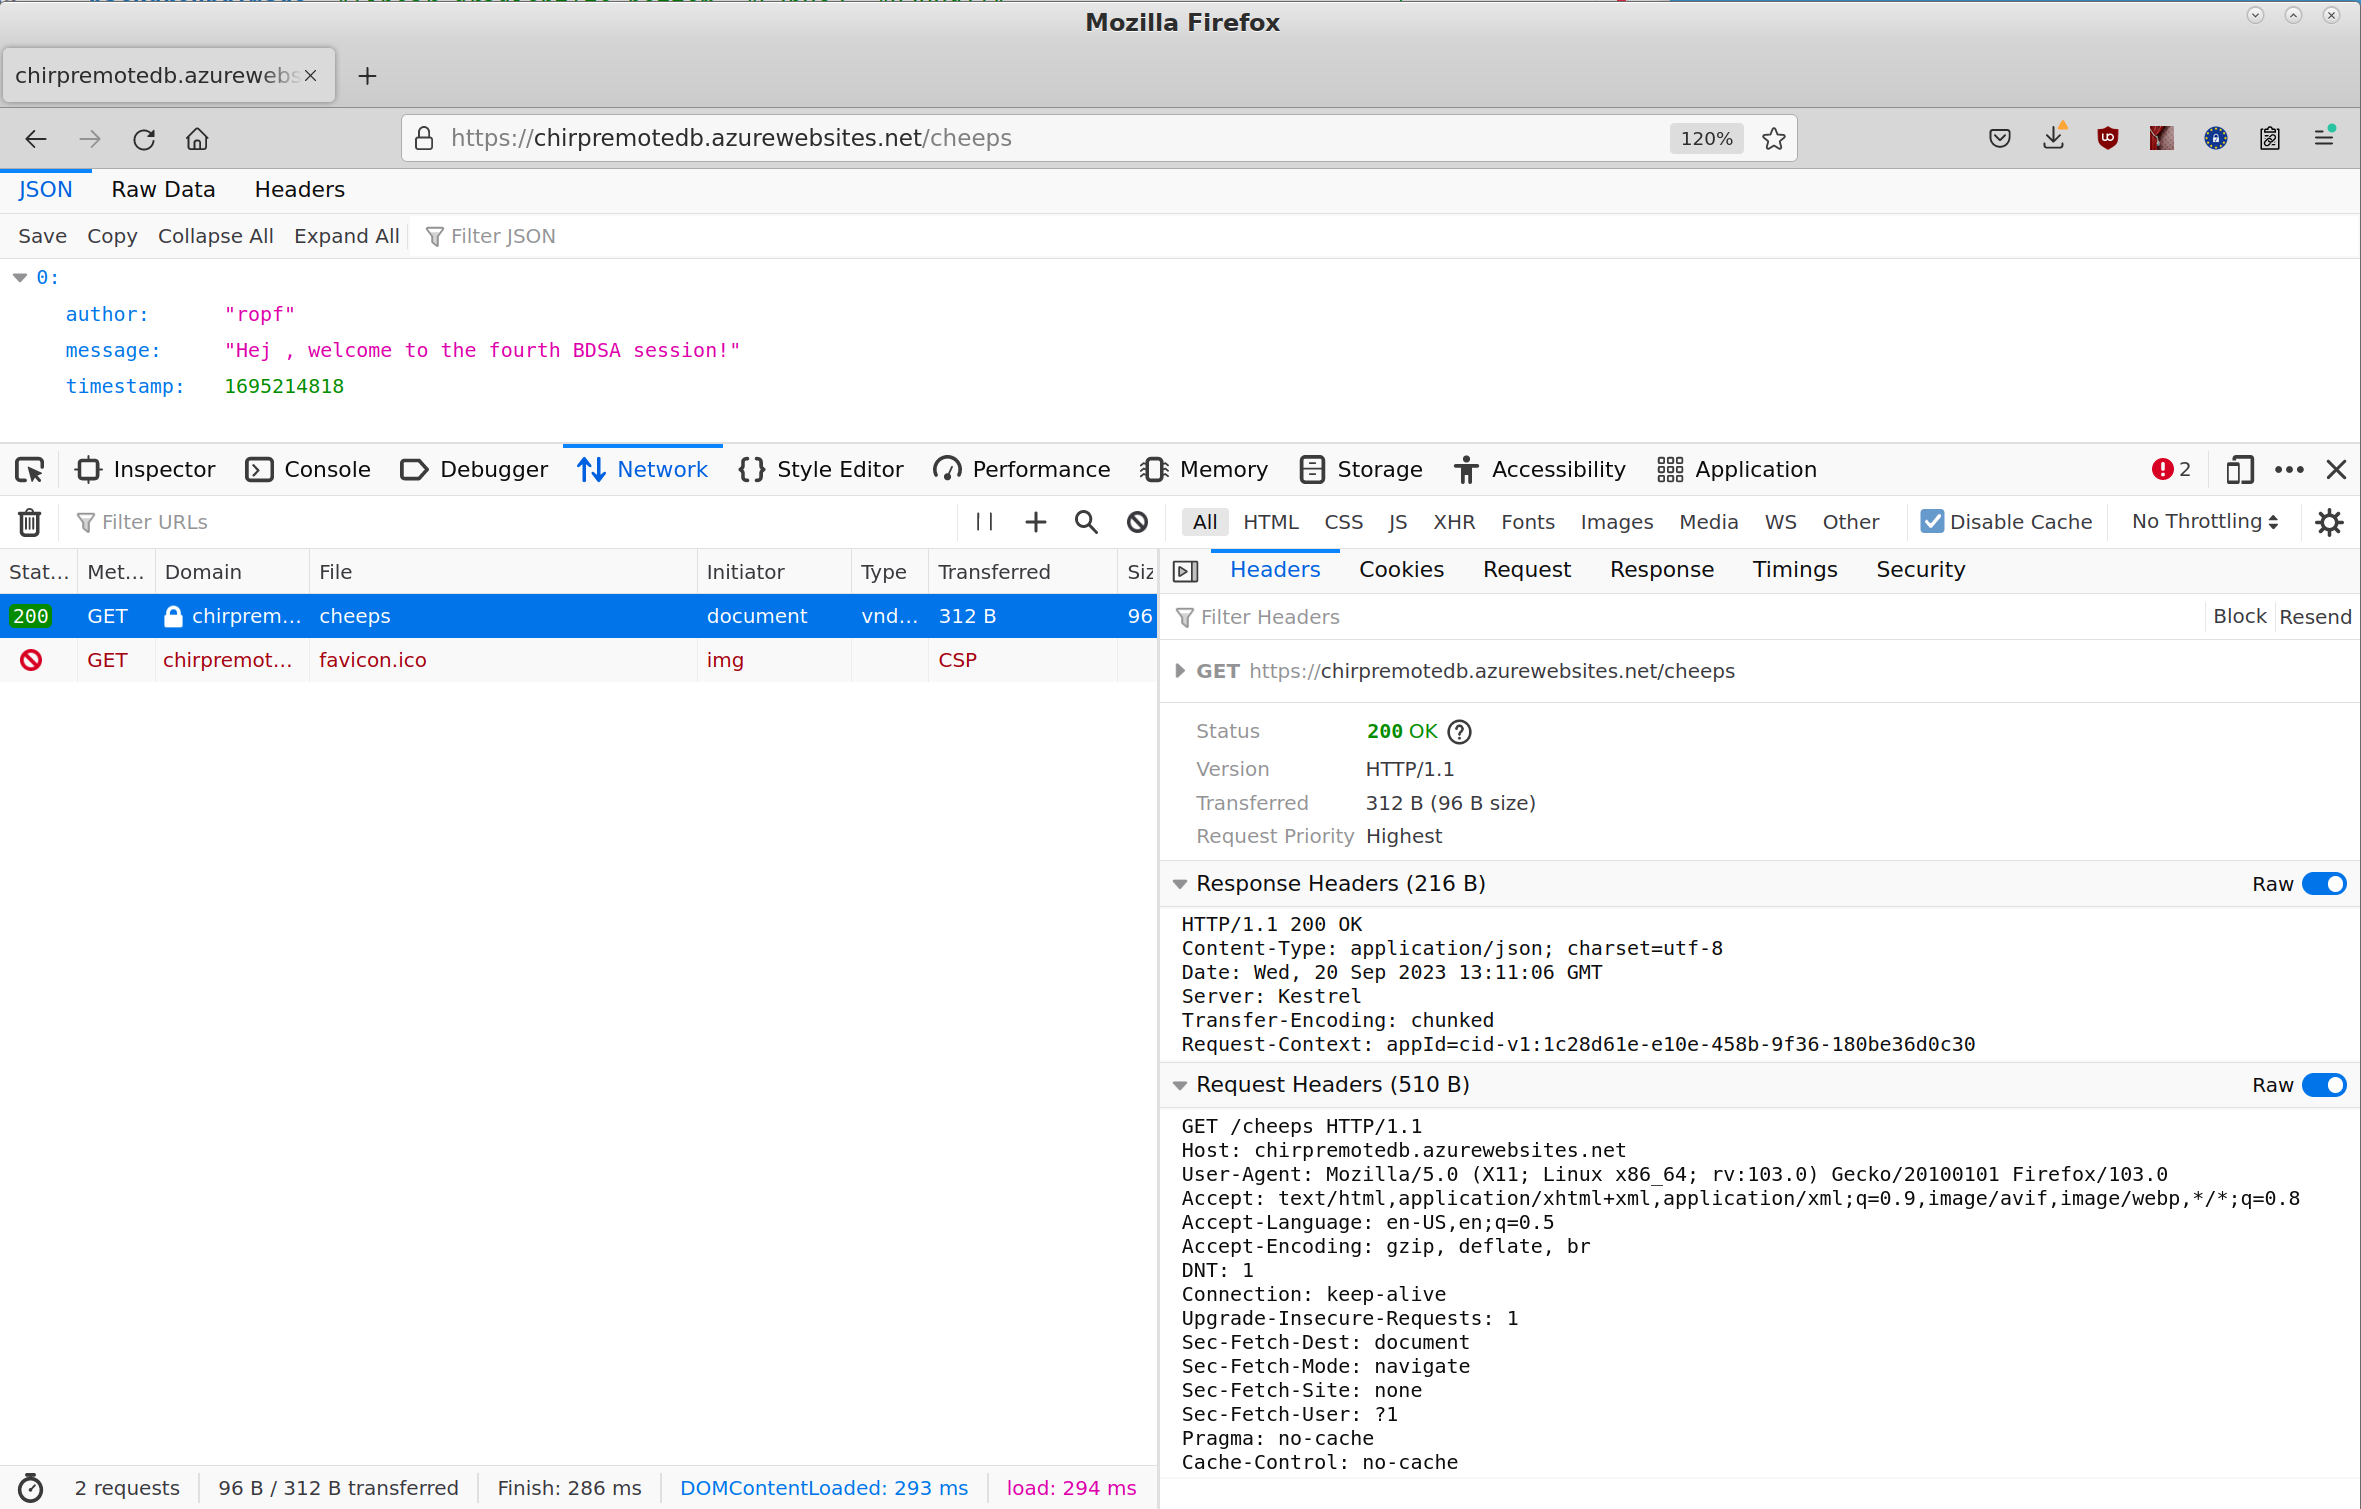 Mozilla Firefox
chirpremotedb.azurewebs
https://chirpremotedb.azurewebsites.net/cheeps 120%
JSON Raw Data Headers
Save Copy Collapse All Expand All Filter JSON
0:
author: "ropf"
message: "Hej , welcome to the fourth BDSA session!"
timestamp: 1695214818
Inspector Console Debugger Network Style Editor Performance Memory Storage Accessibility Application 2
Filter URLs All HTML CSS JS XHR Fonts Images Media WS Other Disable Cache No Throttling
Stat... Met... Domain File Initiator Type Transferred Siz
200 GET chirprem... cheeps document vnd... 312 B 96
GET chirpremot... favicon.ico img CSP
Headers Cookies Request Response Timings Security
Filter Headers Block Resend
GET https://chirpremotedb.azurewebsites.net/cheeps
Status 200 OK
Version HTTP/1.1
Transferred 312 B (96 B size)
Request Priority Highest
Response Headers (216 B) Raw
HTTP/1.1 200 OK
Content-Type: application/json; charset=utf-8
Date: Wed, 20 Sep 2023 13:11:06 GMT
Server: Kestrel
Transfer-Encoding: chunked
Request-Context: appId=cid-v1:1c28d61e-e10e-458b-9f36-180be36d0c30
Request Headers (510 B) Raw
GET /cheeps HTTP/1.1
Host: chirpremotedb.azurewebsites.net
User-Agent: Mozilla/5.0 (X11; Linux x86_64; rv:103.0) Gecko/20100101 Firefox/103.0
Accept: text/html,application/xhtml+xml,application/xml;q=0.9,image/avif,image/webp,*/*;q=0.8
Accept-Language: en-US,en;q=0.5
Accept-Encoding: gzip, deflate, br
DNT: 1
Connection: keep-alive
Upgrade-Insecure-Requests: 1
Sec-Fetch-Dest: document
Sec-Fetch-Mode: navigate
Sec-Fetch-Site: none
Sec-Fetch-User: ?1
Pragma: no-cache
Cache-Control: no-cache
2 requests 96 B / 312 B transferred Finish: 286 ms DOMContentLoaded: 293 ms load: 294 ms